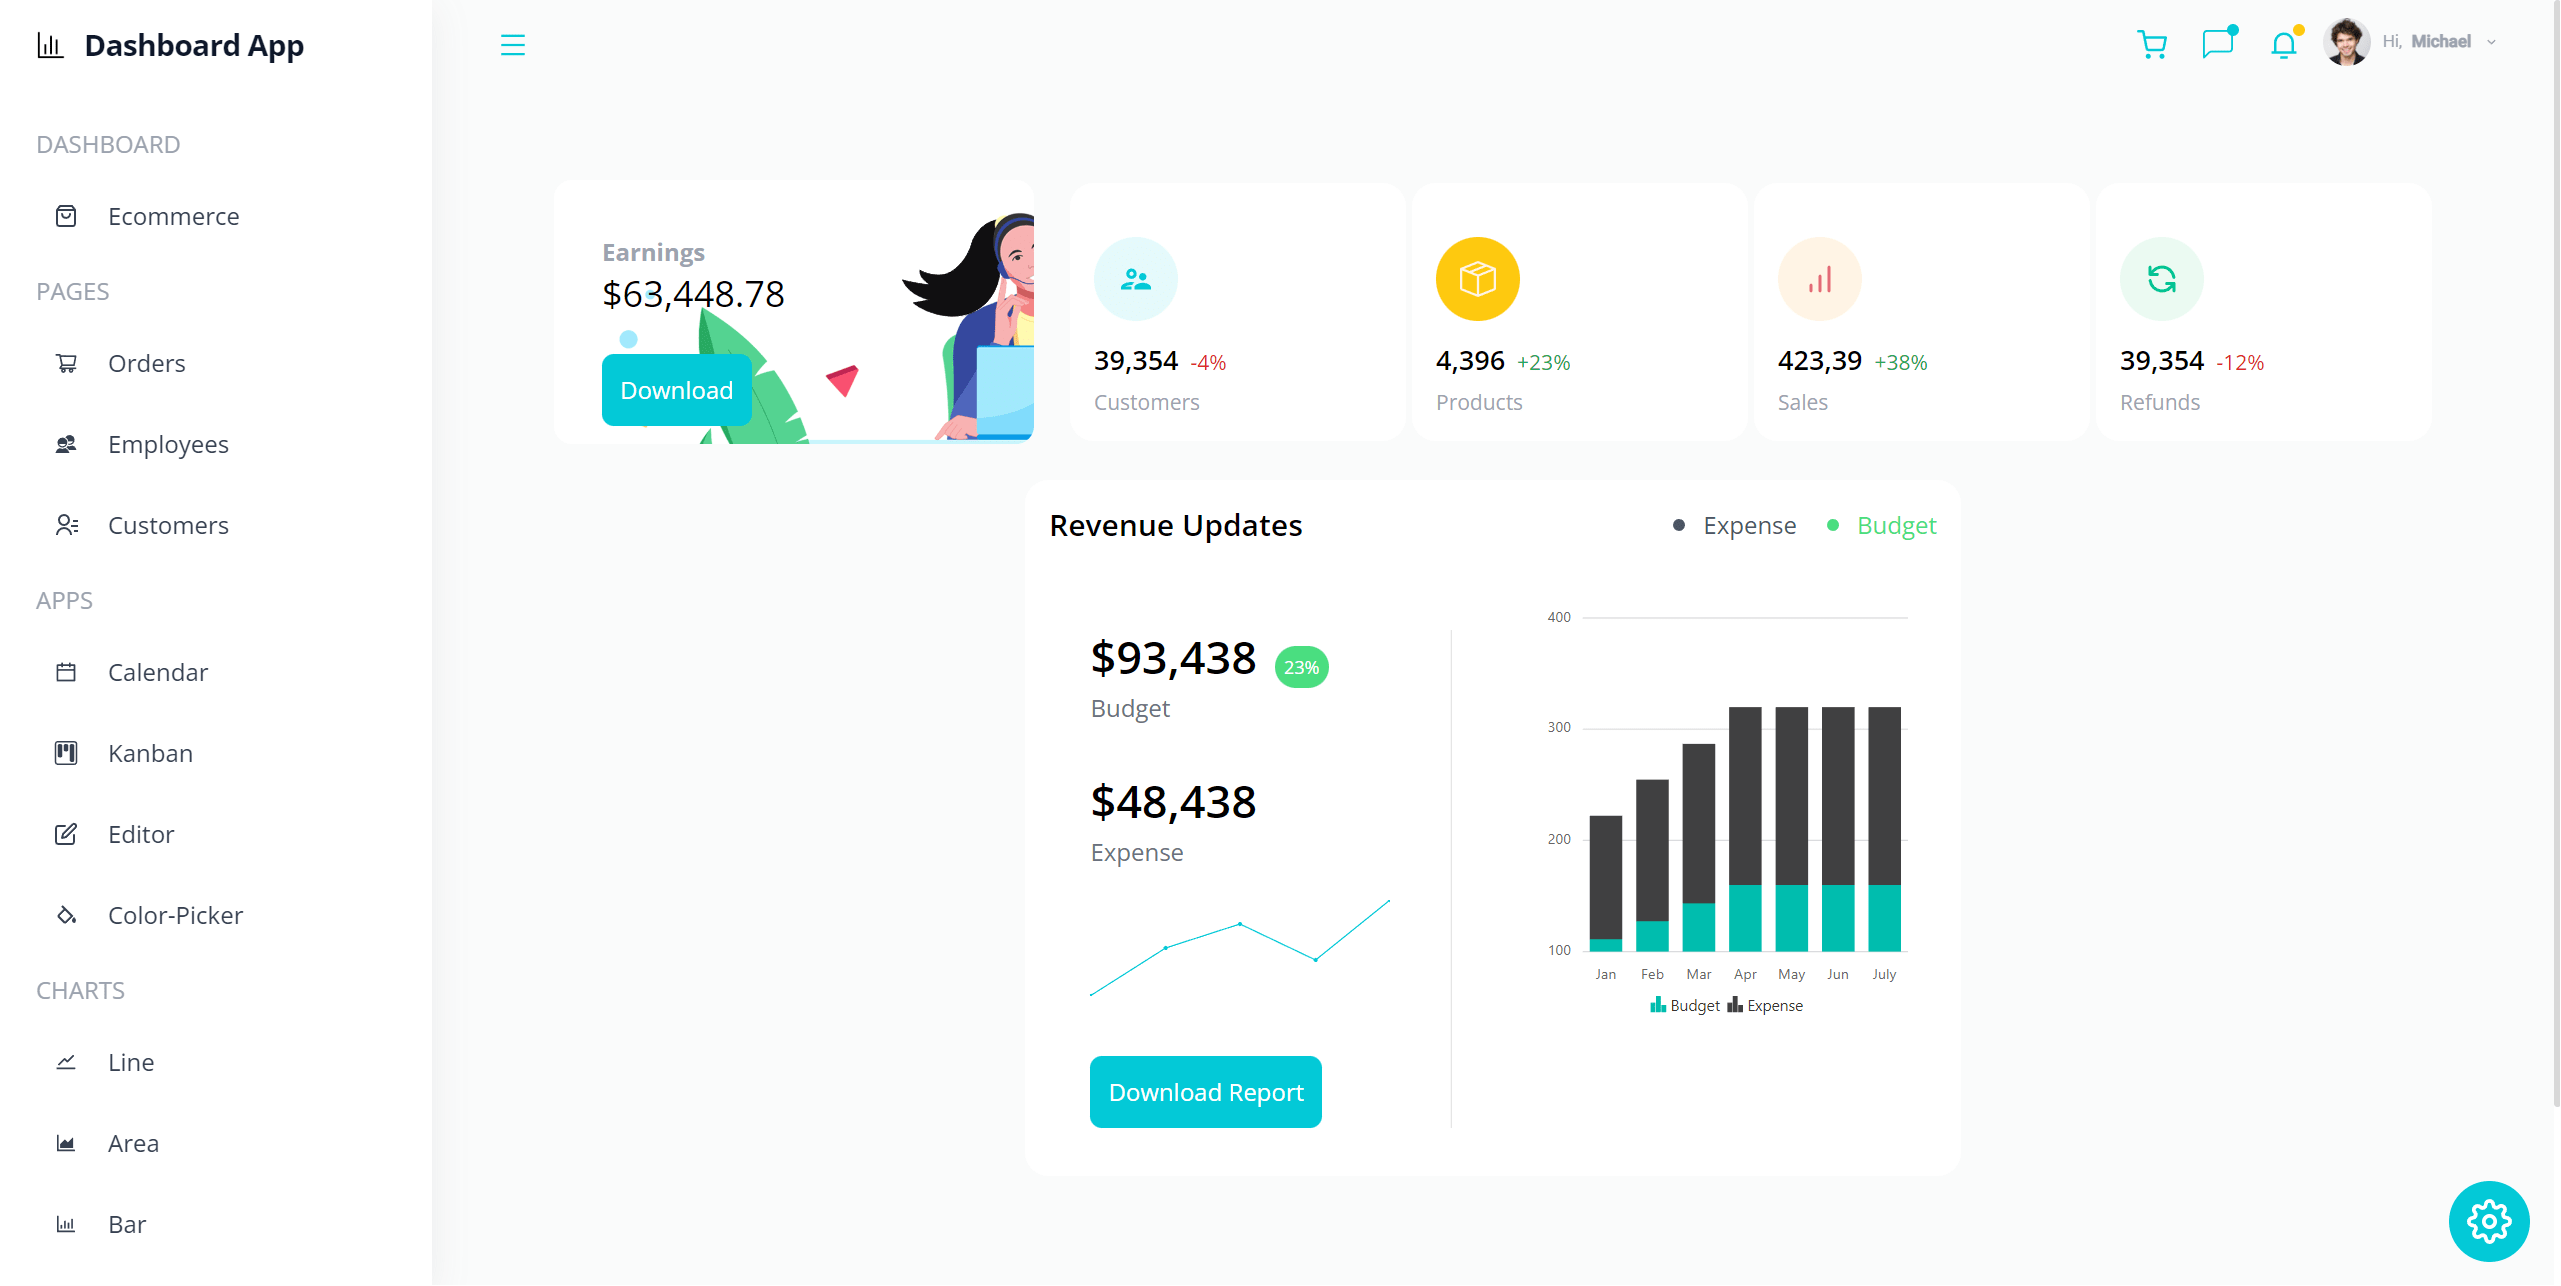 Dashboard App
Hi, Michael
DASHBOARD
Ecommerce
PAGES
Orders
Employees
Customers
APPS
Calendar
Kanban
Editor
Color-Picker
CHARTS
Line
Area
Bar
Earnings
$63,448.78
Download
39,354 -4%
Customers
4,396 +23%
Products
423,39 +38%
Sales
39,354 -12%
Refunds
Revenue Updates
Expense Budget
$93,438 23%
Budget
$48,438
Expense
Download Report
400
300
200
100
Jan Feb Mar Apr May Jun July
Budget Expense